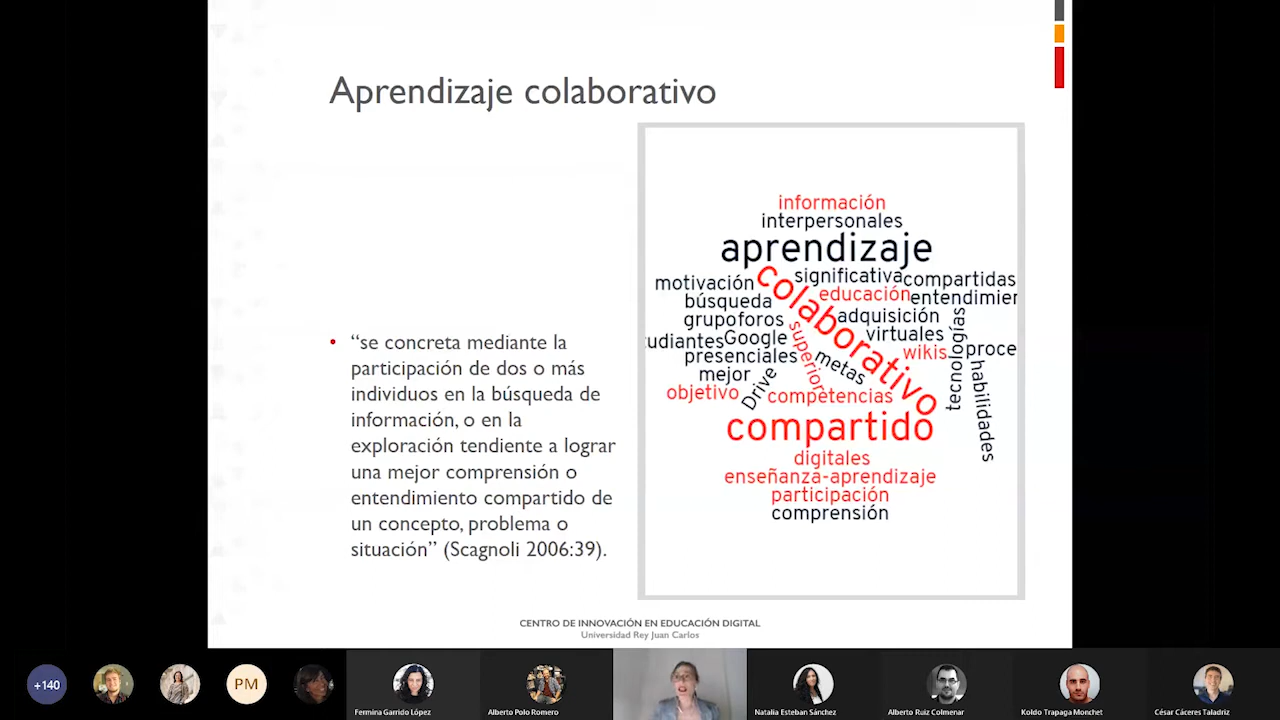 Aprendizaje colaborativo
• “se concreta mediante la
participación de dos o más
individuos en la búsqueda de
información, o en la
exploración tendiente a lograr
una mejor comprensión o
entendimiento compartido de
un concepto, problema o
situación” (Scagnoli 2006:39).
información
interpersonales
aprendizaje
motivación
significativa
compartidas
colaborativo
búsqueda
educación
entendimien
grupoforos
adquisición
udiantes
Google
superior
virtuales
tecnologías
presenciales
metas
wikis
proce
mejor
Drive
habilidades
objetivo
competencias
compartido
digitales
enseñanza-aprendizaje
participación
comprensión
CENTRO DE INNOVACIÓN EN EDUCACIÓN DIGITAL
Universidad Rey Juan Carlos
+140
PM
Fermina Garrido López
Alberto Polo Romero
Natalia Esteban Sánchez
Alberto Ruiz Colmenar
Koldo Trapaga Monchet
César Cáceres Taladriz